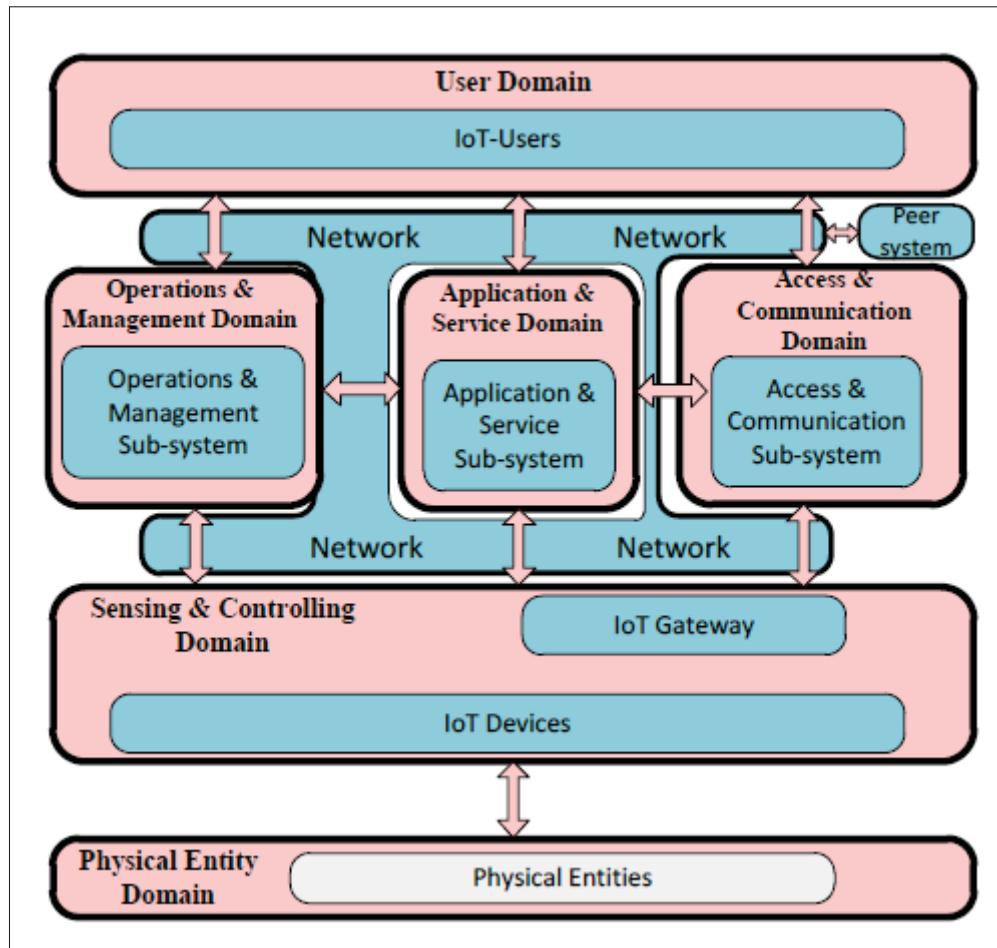 User Domain
IoT-Users
Network
Network
Peer
system
Operations &
Management Domain
Operations &
Management
Sub-system
Application &
Service Domain
Application &
Service
Sub-system
Access &
Communication
Domain
Access &
Communication
Sub-system
Network
Network
Sensing & Controlling
Domain
IoT Gateway
IoT Devices
Physical Entity
Domain
Physical Entities